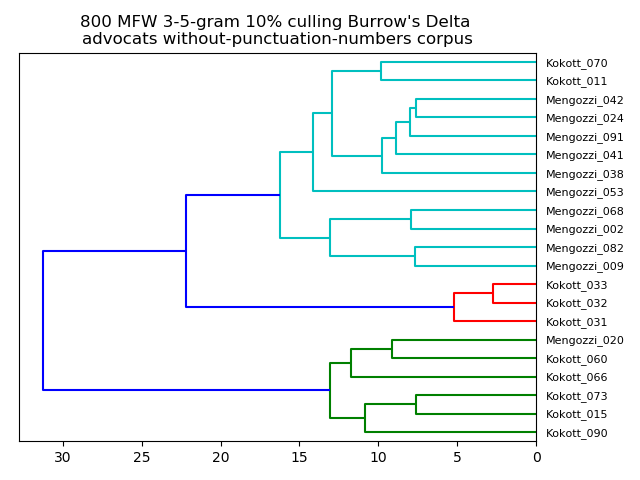 800 MFW 3-5-gram 10% culling Burrow's Delta
advocats without-punctuation-numbers corpus
Kokott_070
Kokott_011
Mengozzi_042
Mengozzi_024
Mengozzi_091
Mengozzi_041
Mengozzi_038
Mengozzi_053
Mengozzi_068
Mengozzi_002
Mengozzi_082
Mengozzi_009
Kokott_033
Kokott_032
Kokott_031
Mengozzi_020
Kokott_060
Kokott_066
Kokott_073
Kokott_015
Kokott_090
30 25 20 15 10 5 0